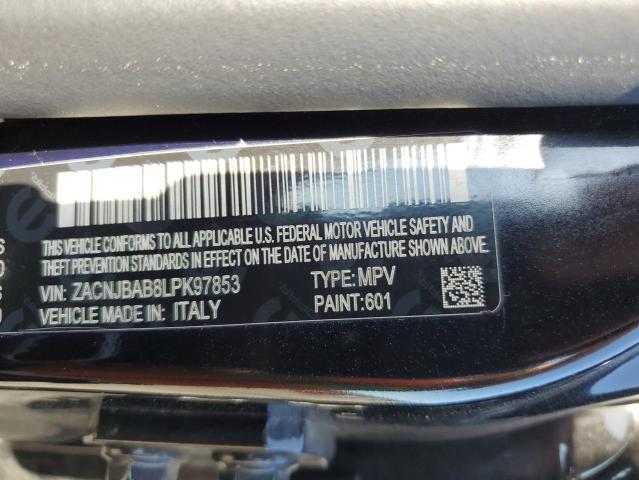 THIS VEHICLE CONFORMS TO ALL APPLICABLE U.S. FEDERAL MOTOR VEHICLE SAFETY AND
THEFT PREVENTION STANDARDS IN EFFECT ON THE DATE OF MANUFACTURE SHOWN ABOVE.
VIN: ZACNJBAB8LPK97853 TYPE: MPV
VEHICLE MADE IN: ITALY PAINT:601